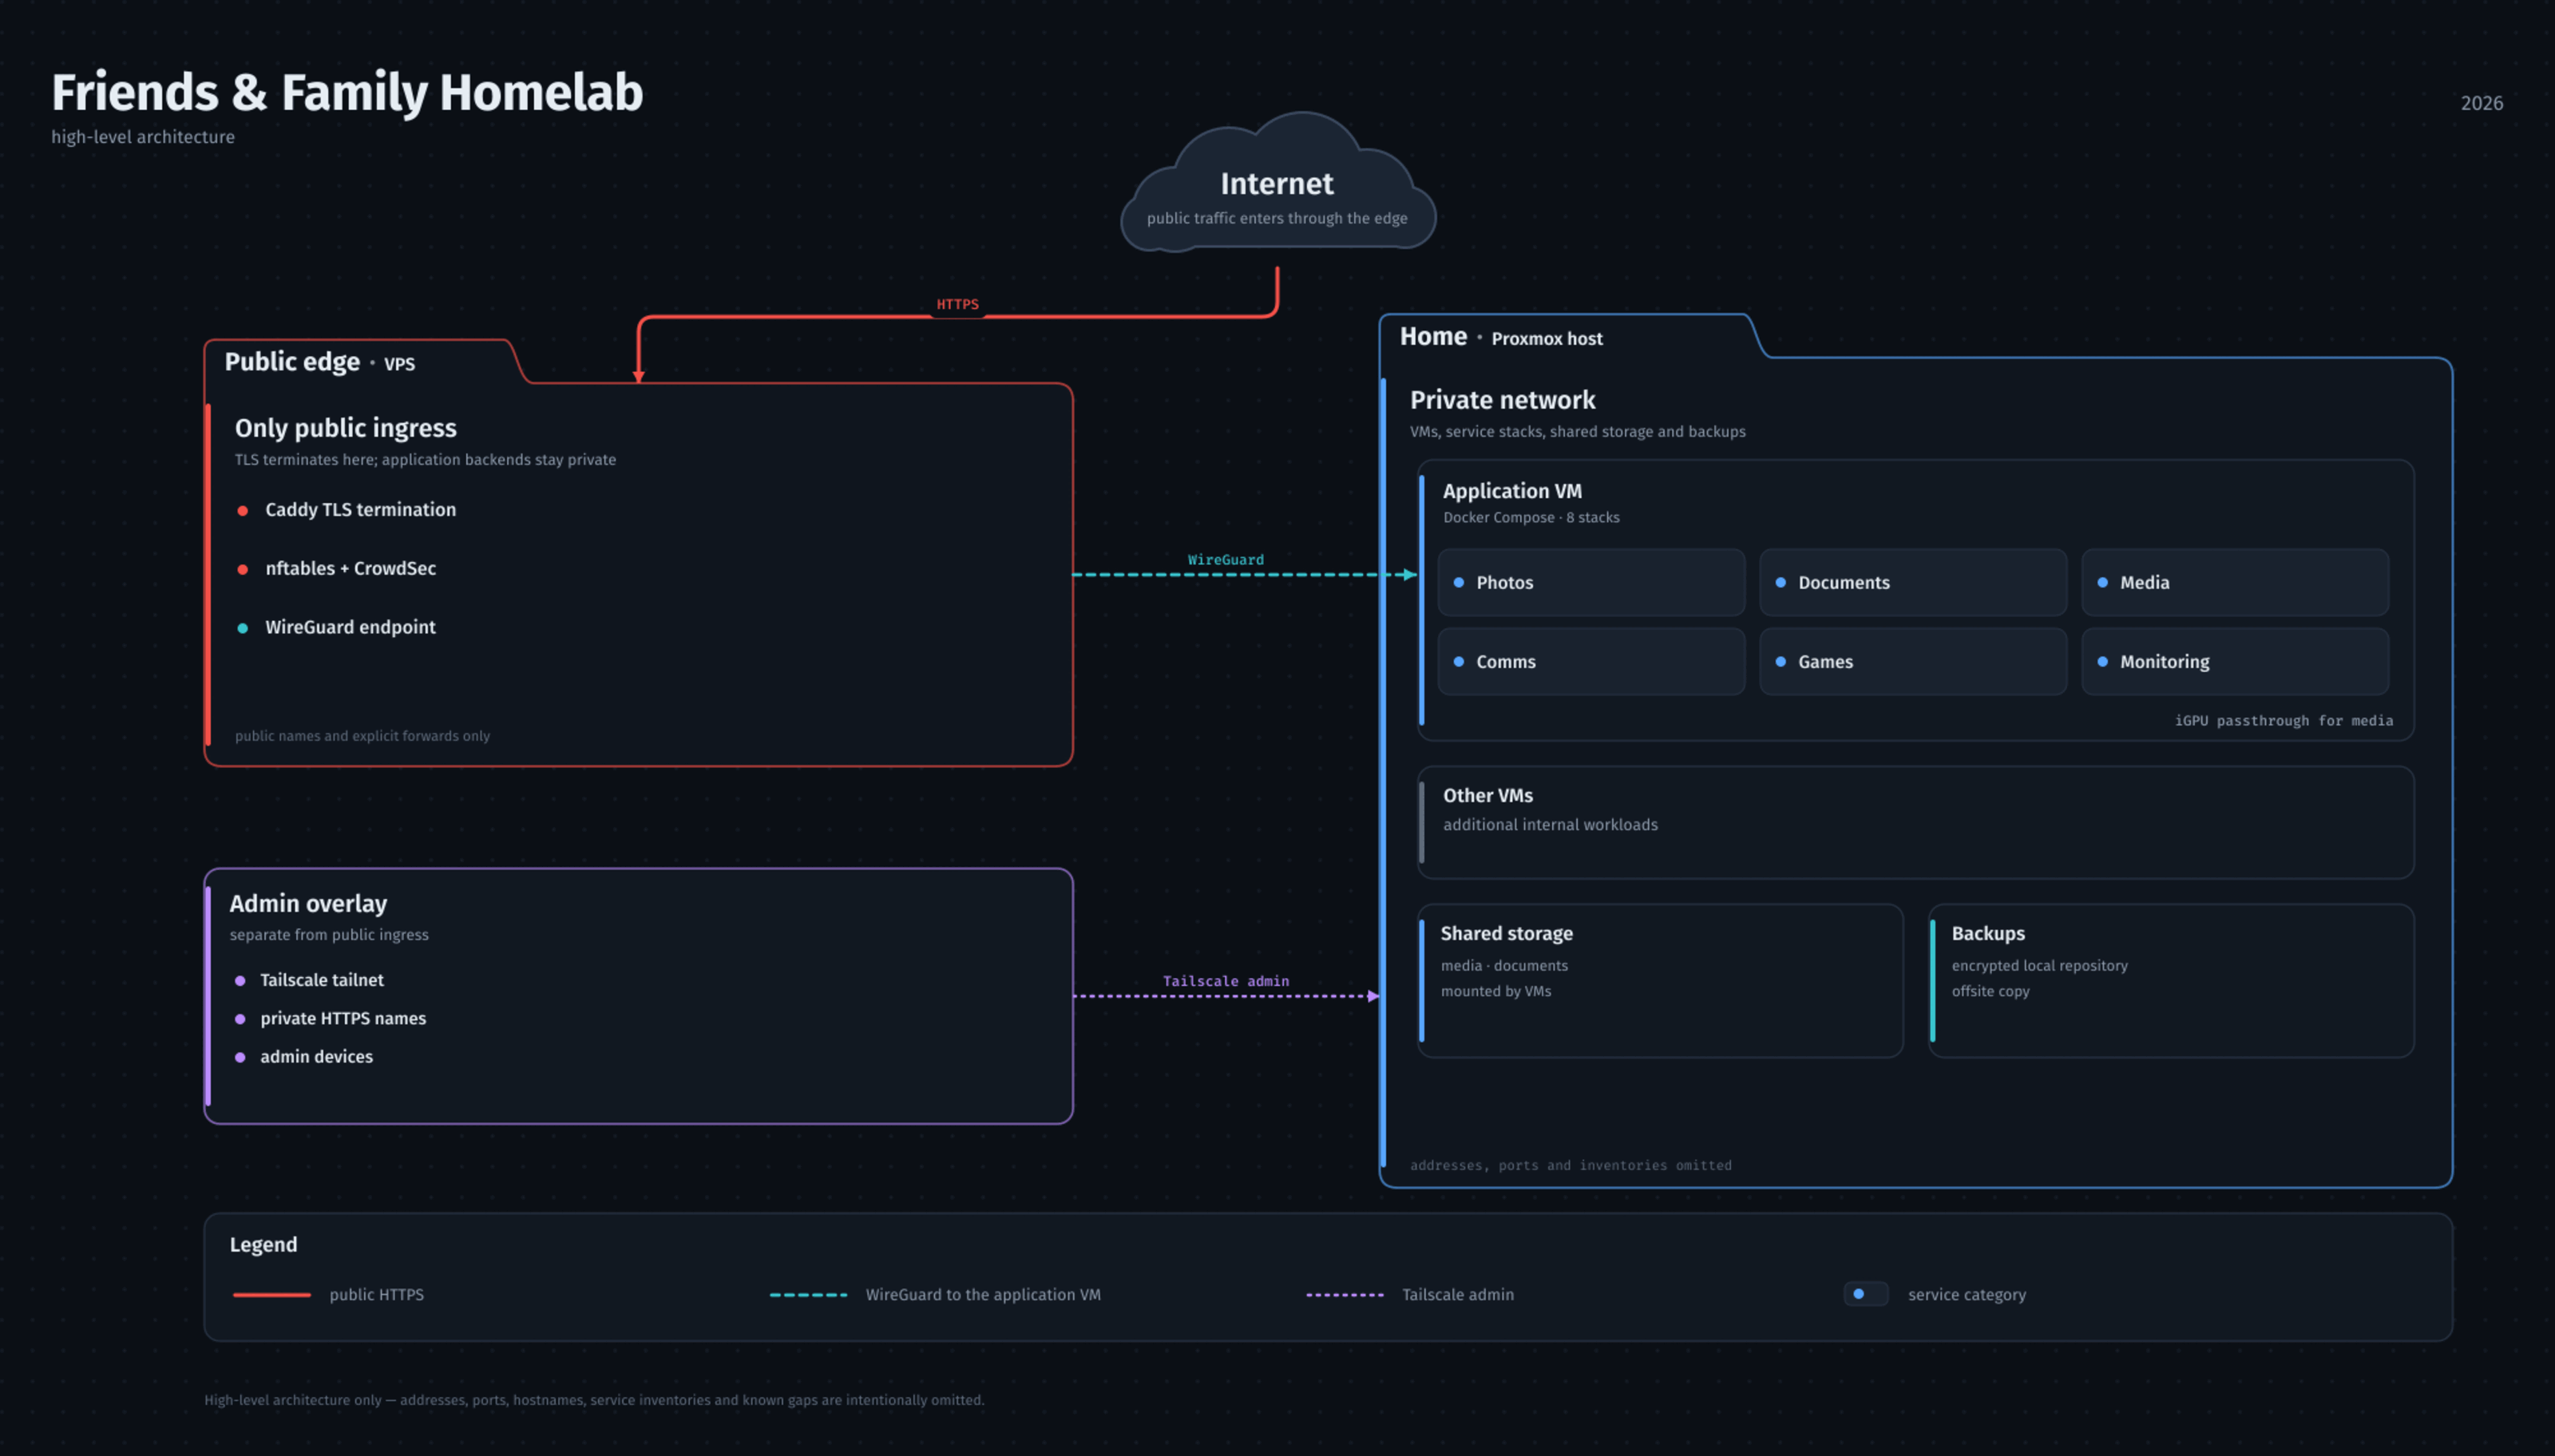 Friends & Family Homelab
high-level architecture
2026
Internet
public traffic enters through the edge
HTTPS
Public edge · VPS
Only public ingress
TLS terminates here; application backends stay private
Caddy TLS termination
nftables + CrowdSec
WireGuard endpoint
public names and explicit forwards only
WireGuard
Admin overlay
separate from public ingress
Tailscale tailnet
private HTTPS names
admin devices
Tailscale admin
Home · Proxmox host
Private network
VMs, service stacks, shared storage and backups
Application VM
Docker Compose · 8 stacks
Photos
Documents
Media
Comms
Games
Monitoring
iGPU passthrough for media
Other VMs
additional internal workloads
Shared storage
media · documents
mounted by VMs
Backups
encrypted local repository
offsite copy
addresses, ports and inventories omitted
Legend
public HTTPS
WireGuard to the application VM
Tailscale admin
service category
High-level architecture only — addresses, ports, hostnames, service inventories and known gaps are intentionally omitted.